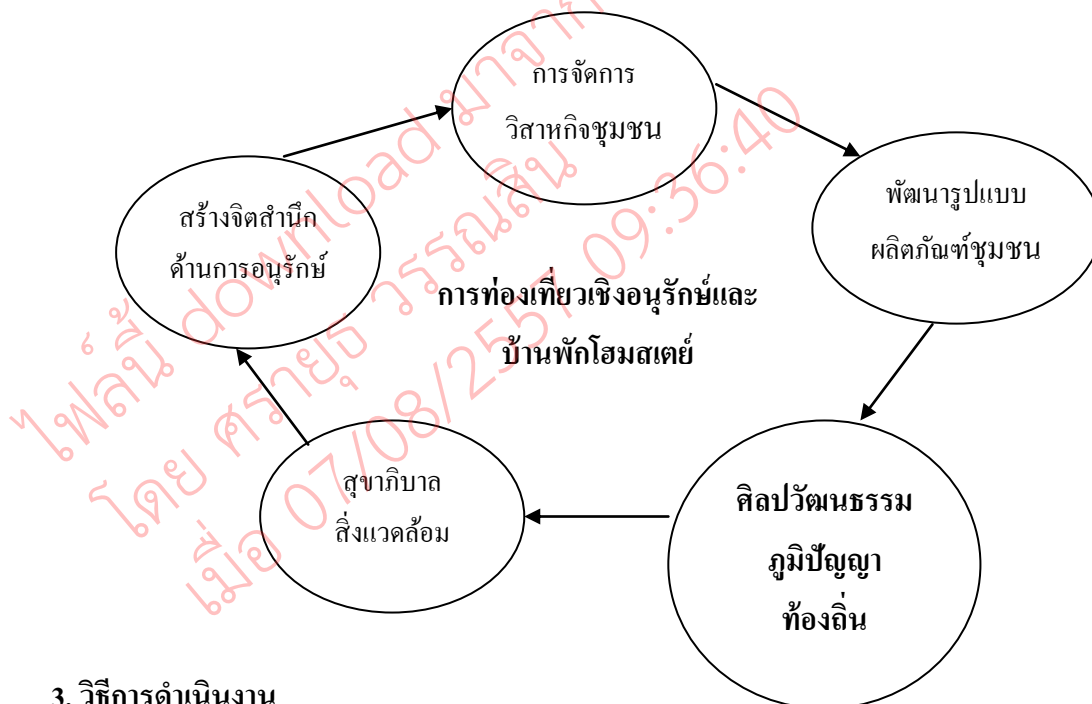 การจัดการ
วิสาหกิจชุมชน
พัฒนารูปแบบ
ผลิตภัณฑ์ชุมชน
สร้างจิตสำนึก
ด้านการอนุรักษ์
การท่องเที่ยวเชิงอนุรักษ์และ
บ้านพักโฮมสเตย์
ศิลปวัฒนธรรม
ภูมิปัญญา
ท้องถิ่น
สุขาภิบาล
สิ่งแวดล้อม
3. วิธีการดำเนินงาน
ไฟล์นี้ download มาจาก
โดย ศรายุธ วรรณสิน
เมื่อ 07/08/2557 09:36:40